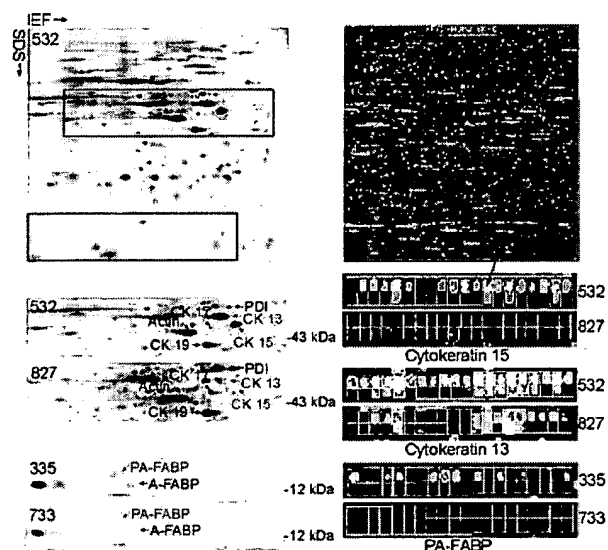 IEF →
SDS →
532
532
CK 17
PDI
Actin
CK 13
CK 19
CK 15
-43 kDa
827
PDI
CK 17
CK 13
Actin
CK 15
CK 19
-43 kDa
335
PA-FABP
A-FABP
-12 kDa
733
PA-FABP
A-FABP
-12 kDa
532
827
Cytokeratin 15
532
827
Cytokeratin 13
335
733
PA-FABP